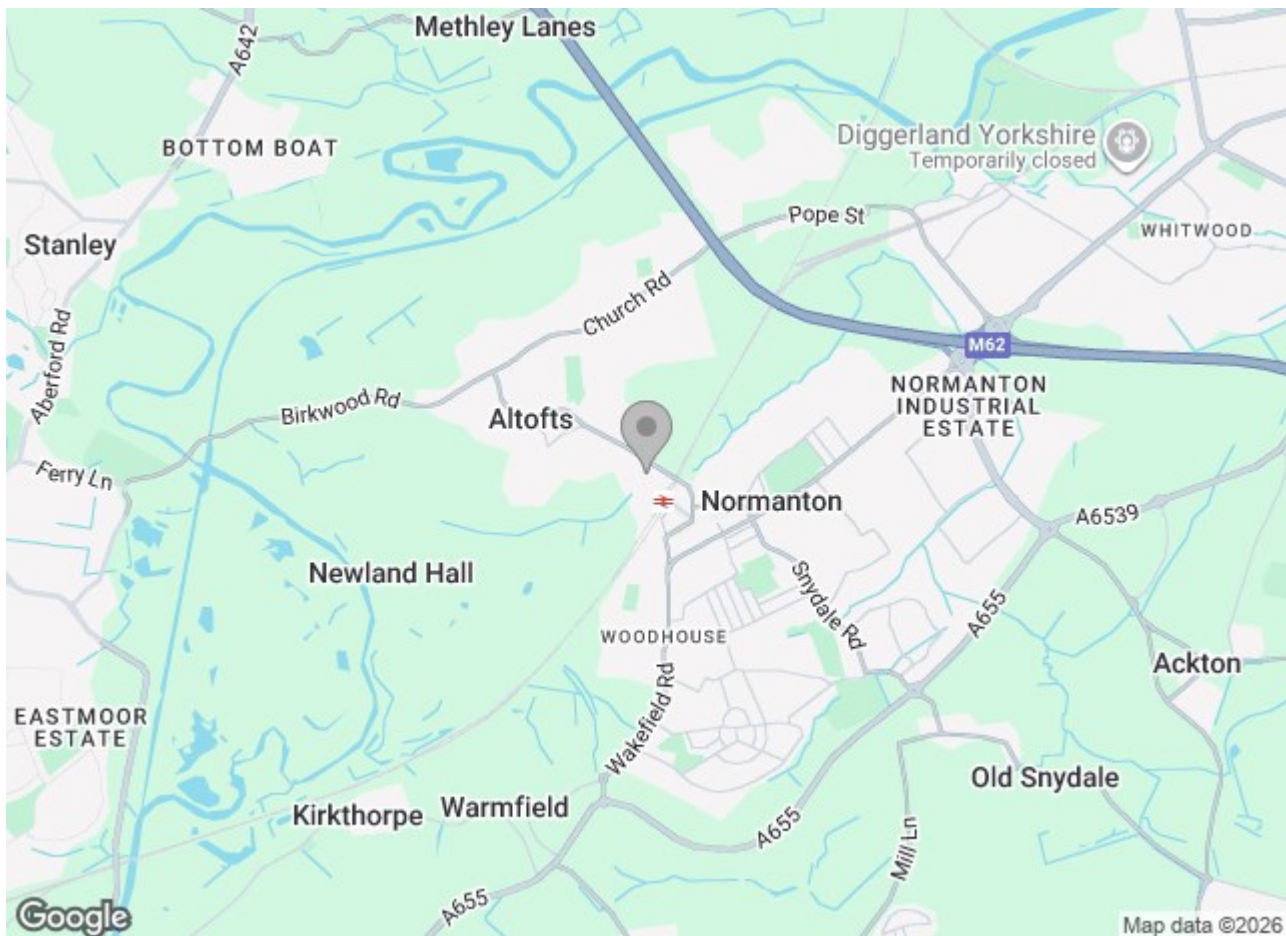 Methley Lanes
A642
BOTTOM BOAT
Diggerland Yorkshire
Temporarily closed
Pope St
WHITWOOD
Stanley
Church Rd
Aberford Rd
M62
NORMANTON
INDUSTRIAL
ESTATE
Birkwood Rd
Altofts
Ferry Ln
Normanton
A6539
Newland Hall
Snydale Rd
A655
WOODHOUSE
Ackton
Wakefield Rd
EASTMOOR
ESTATE
Old Snydale
Kirkthorpe
Warmfield
A655
Mill Ln
A655
Google
Map data ©2026